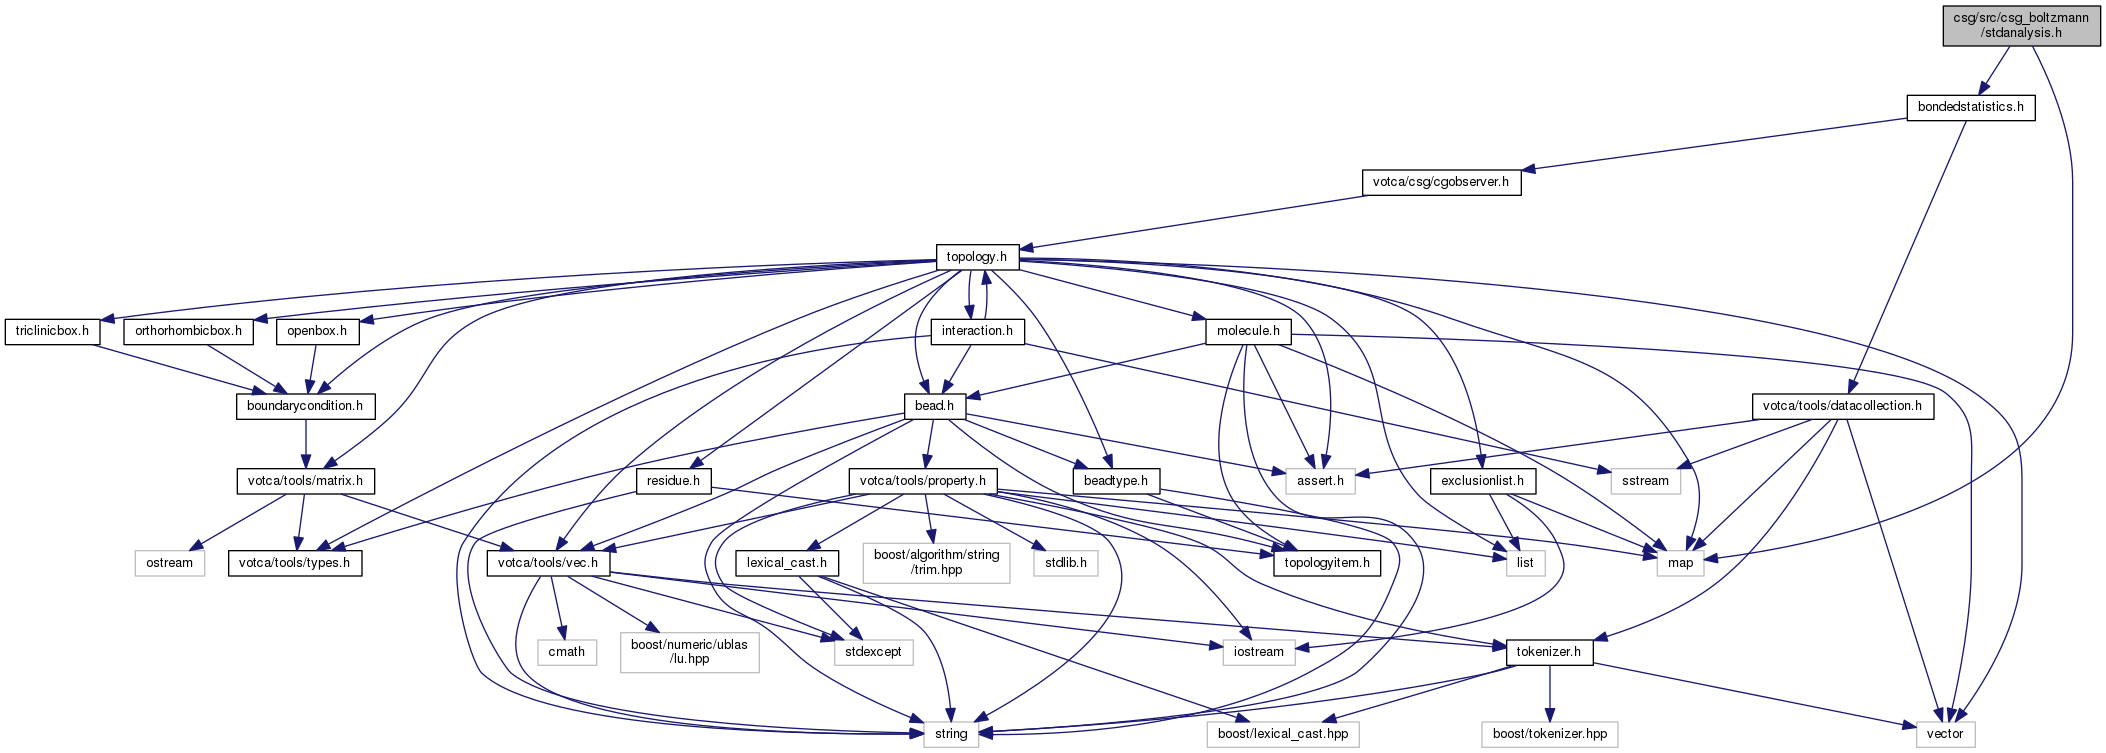 csg/src/csg_boltzmann
/stdanalysis.h
bondedstatistics.h
votca/csg/cgobserver.h
topology.h
triclinicbox.h
orthorhombicbox.h
openbox.h
interaction.h
molecule.h
boundarycondition.h
bead.h
votca/tools/datacollection.h
votca/tools/matrix.h
residue.h
votca/tools/property.h
beadtype.h
assert.h
exclusionlist.h
sstream
ostream
votca/tools/types.h
votca/tools/vec.h
lexical_cast.h
boost/algorithm/string
/trim.hpp
stdlib.h
topologyitem.h
list
map
cmath
boost/numeric/ublas
/lu.hpp
stdexcept
iostream
tokenizer.h
string
boost/lexical_cast.hpp
boost/tokenizer.hpp
vector